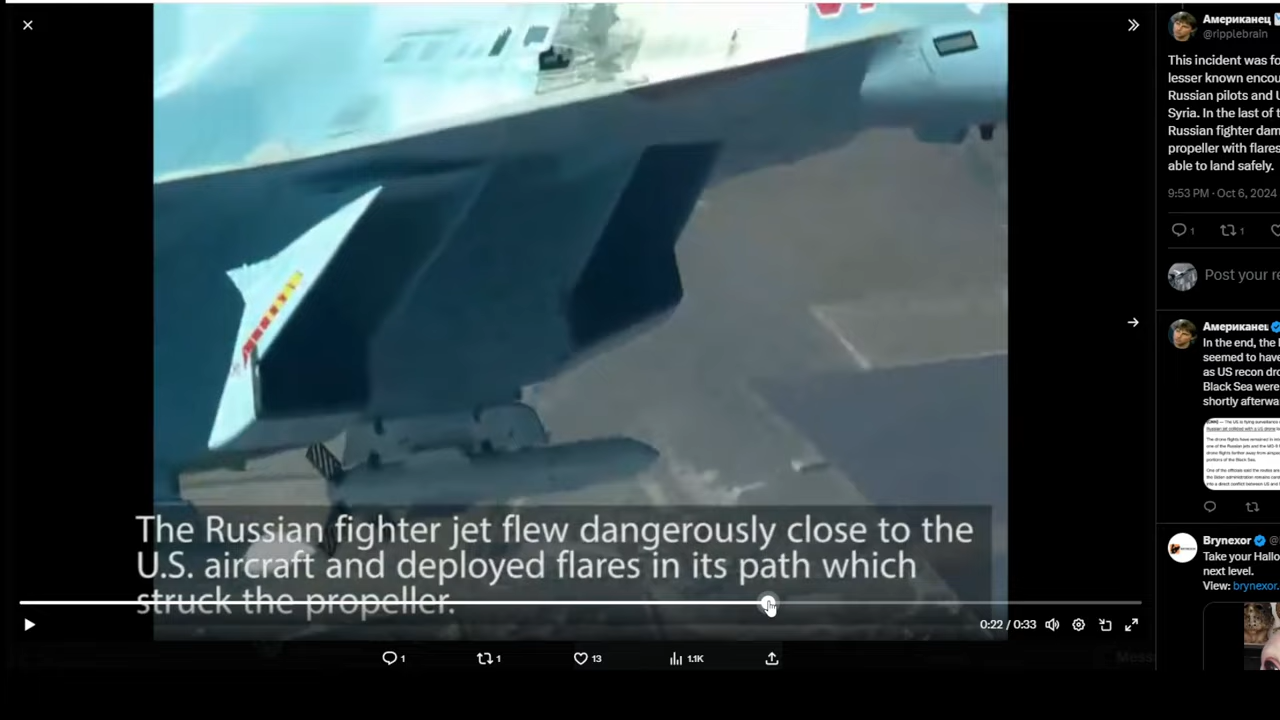 The Russian fighter jet flew dangerously close to the
U.S. aircraft and deployed flares in its path which
struck the propeller.
0:22 / 0:33
1
1
13
1.1K
Американец
@ripplebrain
This incident was fo
lesser known encou
Russian pilots and U
Syria. In the last of t
Russian fighter dam
propeller with flares
able to land safely.
9:53 PM · Oct 6, 2024
1
1
Post your re
Американец
In the end, the
seemed to have
as US recon dro
Black Sea were
shortly afterwa
Brynexor @
Take your Hallo
next level.
View: brynexor.